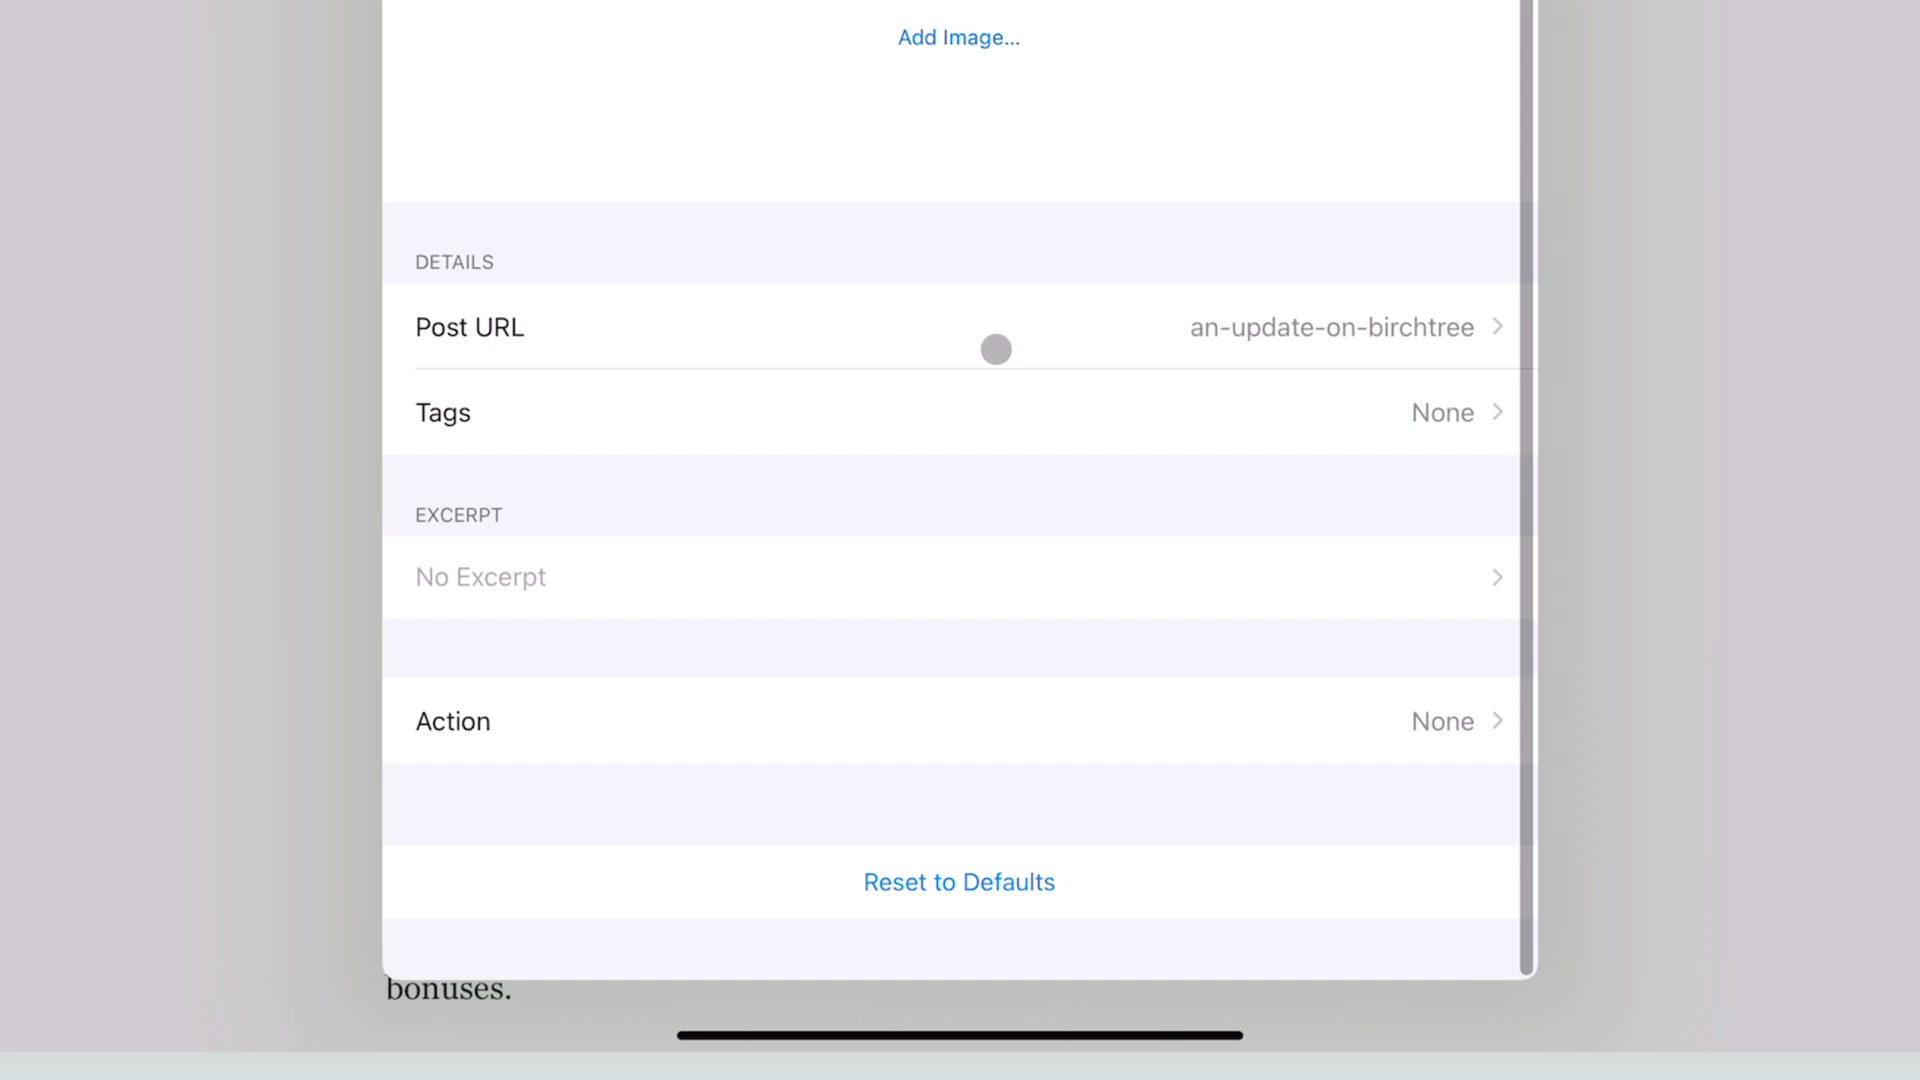 Add Image...
DETAILS
Post URL
an-update-on-birchtree
Tags
None
EXCERPT
No Excerpt
Action
None
Reset to Defaults
bonuses.